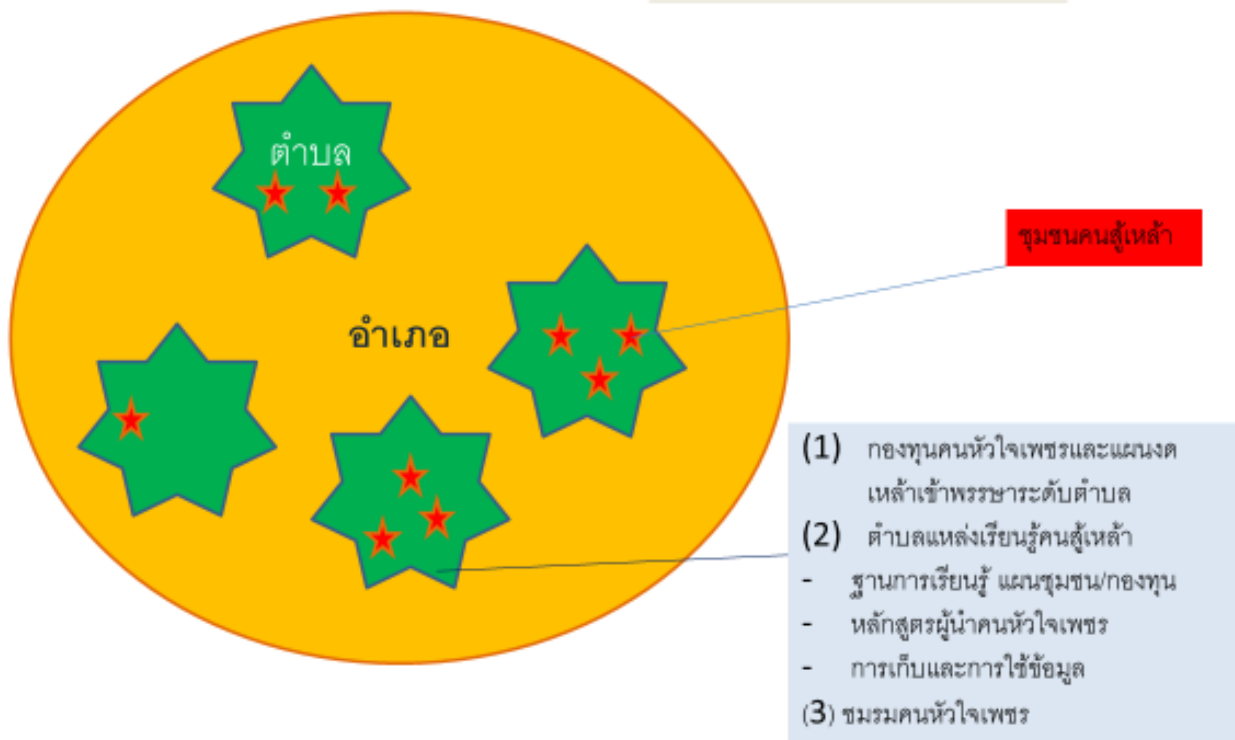 ตำบล
ชุมชนคนสู้เหล้า
อำเภอ
(1) กองทุนคนหัวใจเพชรและแผนงด
เหล้าเข้าพรรษาระดับตำบล
(2) ตำบลแหล่งเรียนรู้คนสู้เหล้า
- ฐานการเรียนรู้ แผนชุมชน/กองทุน
- หลักสูตรผู้นำคนหัวใจเพชร
- การเก็บและการใช้ข้อมูล
(3) ชมรมคนหัวใจเพชร